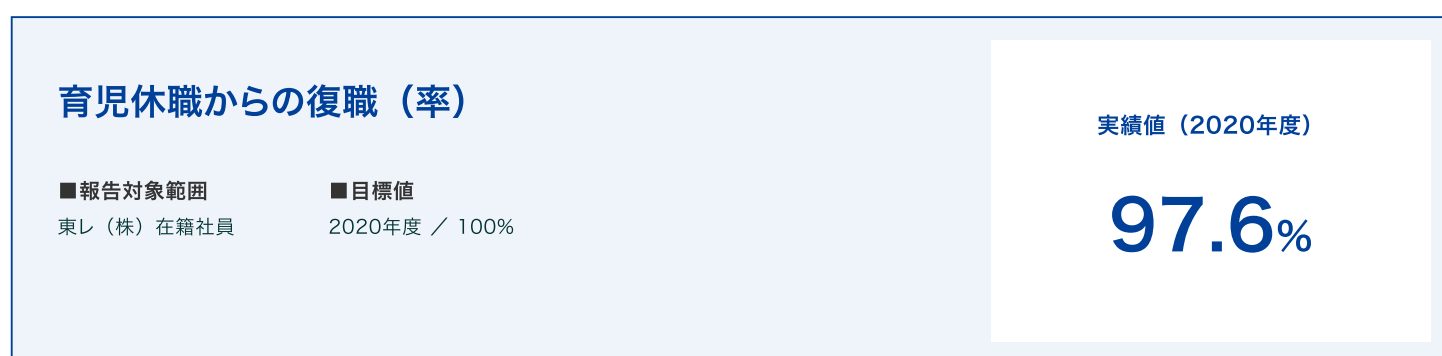 育児休職からの復職（率）
■報告対象範囲
東レ（株）在籍社員
■目標値
2020年度 ／ 100%
実績値（2020年度）
97.6%